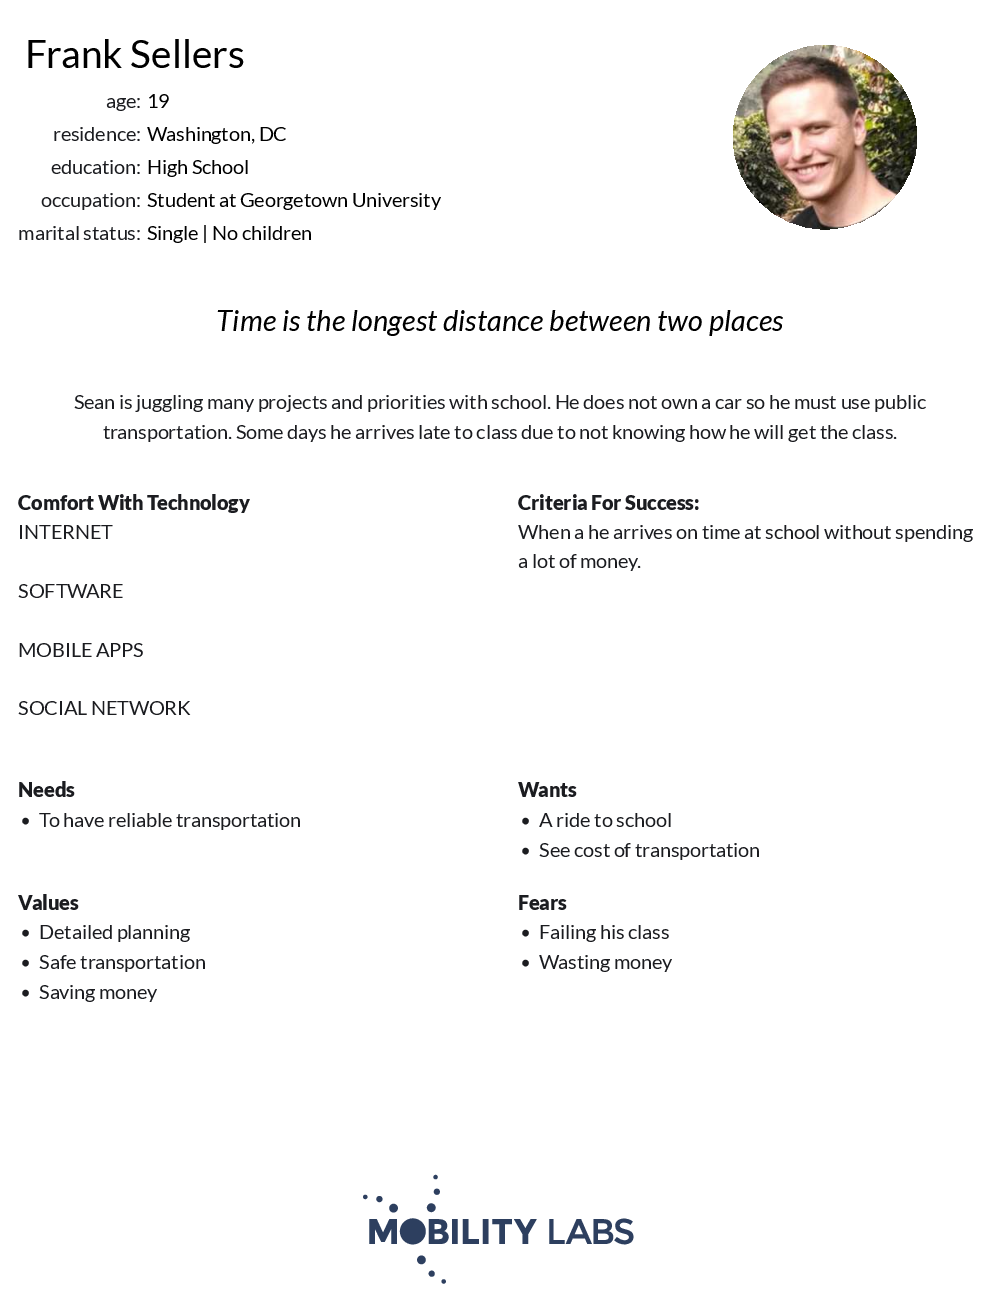 Frank Sellers
age: 19
residence: Washington, DC
education: High School
occupation: Student at Georgetown University
marital status: Single | No children
Time is the longest distance between two places
Sean is juggling many projects and priorities with school. He does not own a car so he must use public
transportation. Some days he arrives late to class due to not knowing how he will get the class.
Comfort With Technology
INTERNET
SOFTWARE
MOBILE APPS
SOCIAL NETWORK
Criteria For Success:
When a he arrives on time at school without spending
a lot of money.
Needs
• To have reliable transportation
Wants
• A ride to school
• See cost of transportation
Values
• Detailed planning
• Safe transportation
• Saving money
Fears
• Failing his class
• Wasting money
MOBILITY LABS